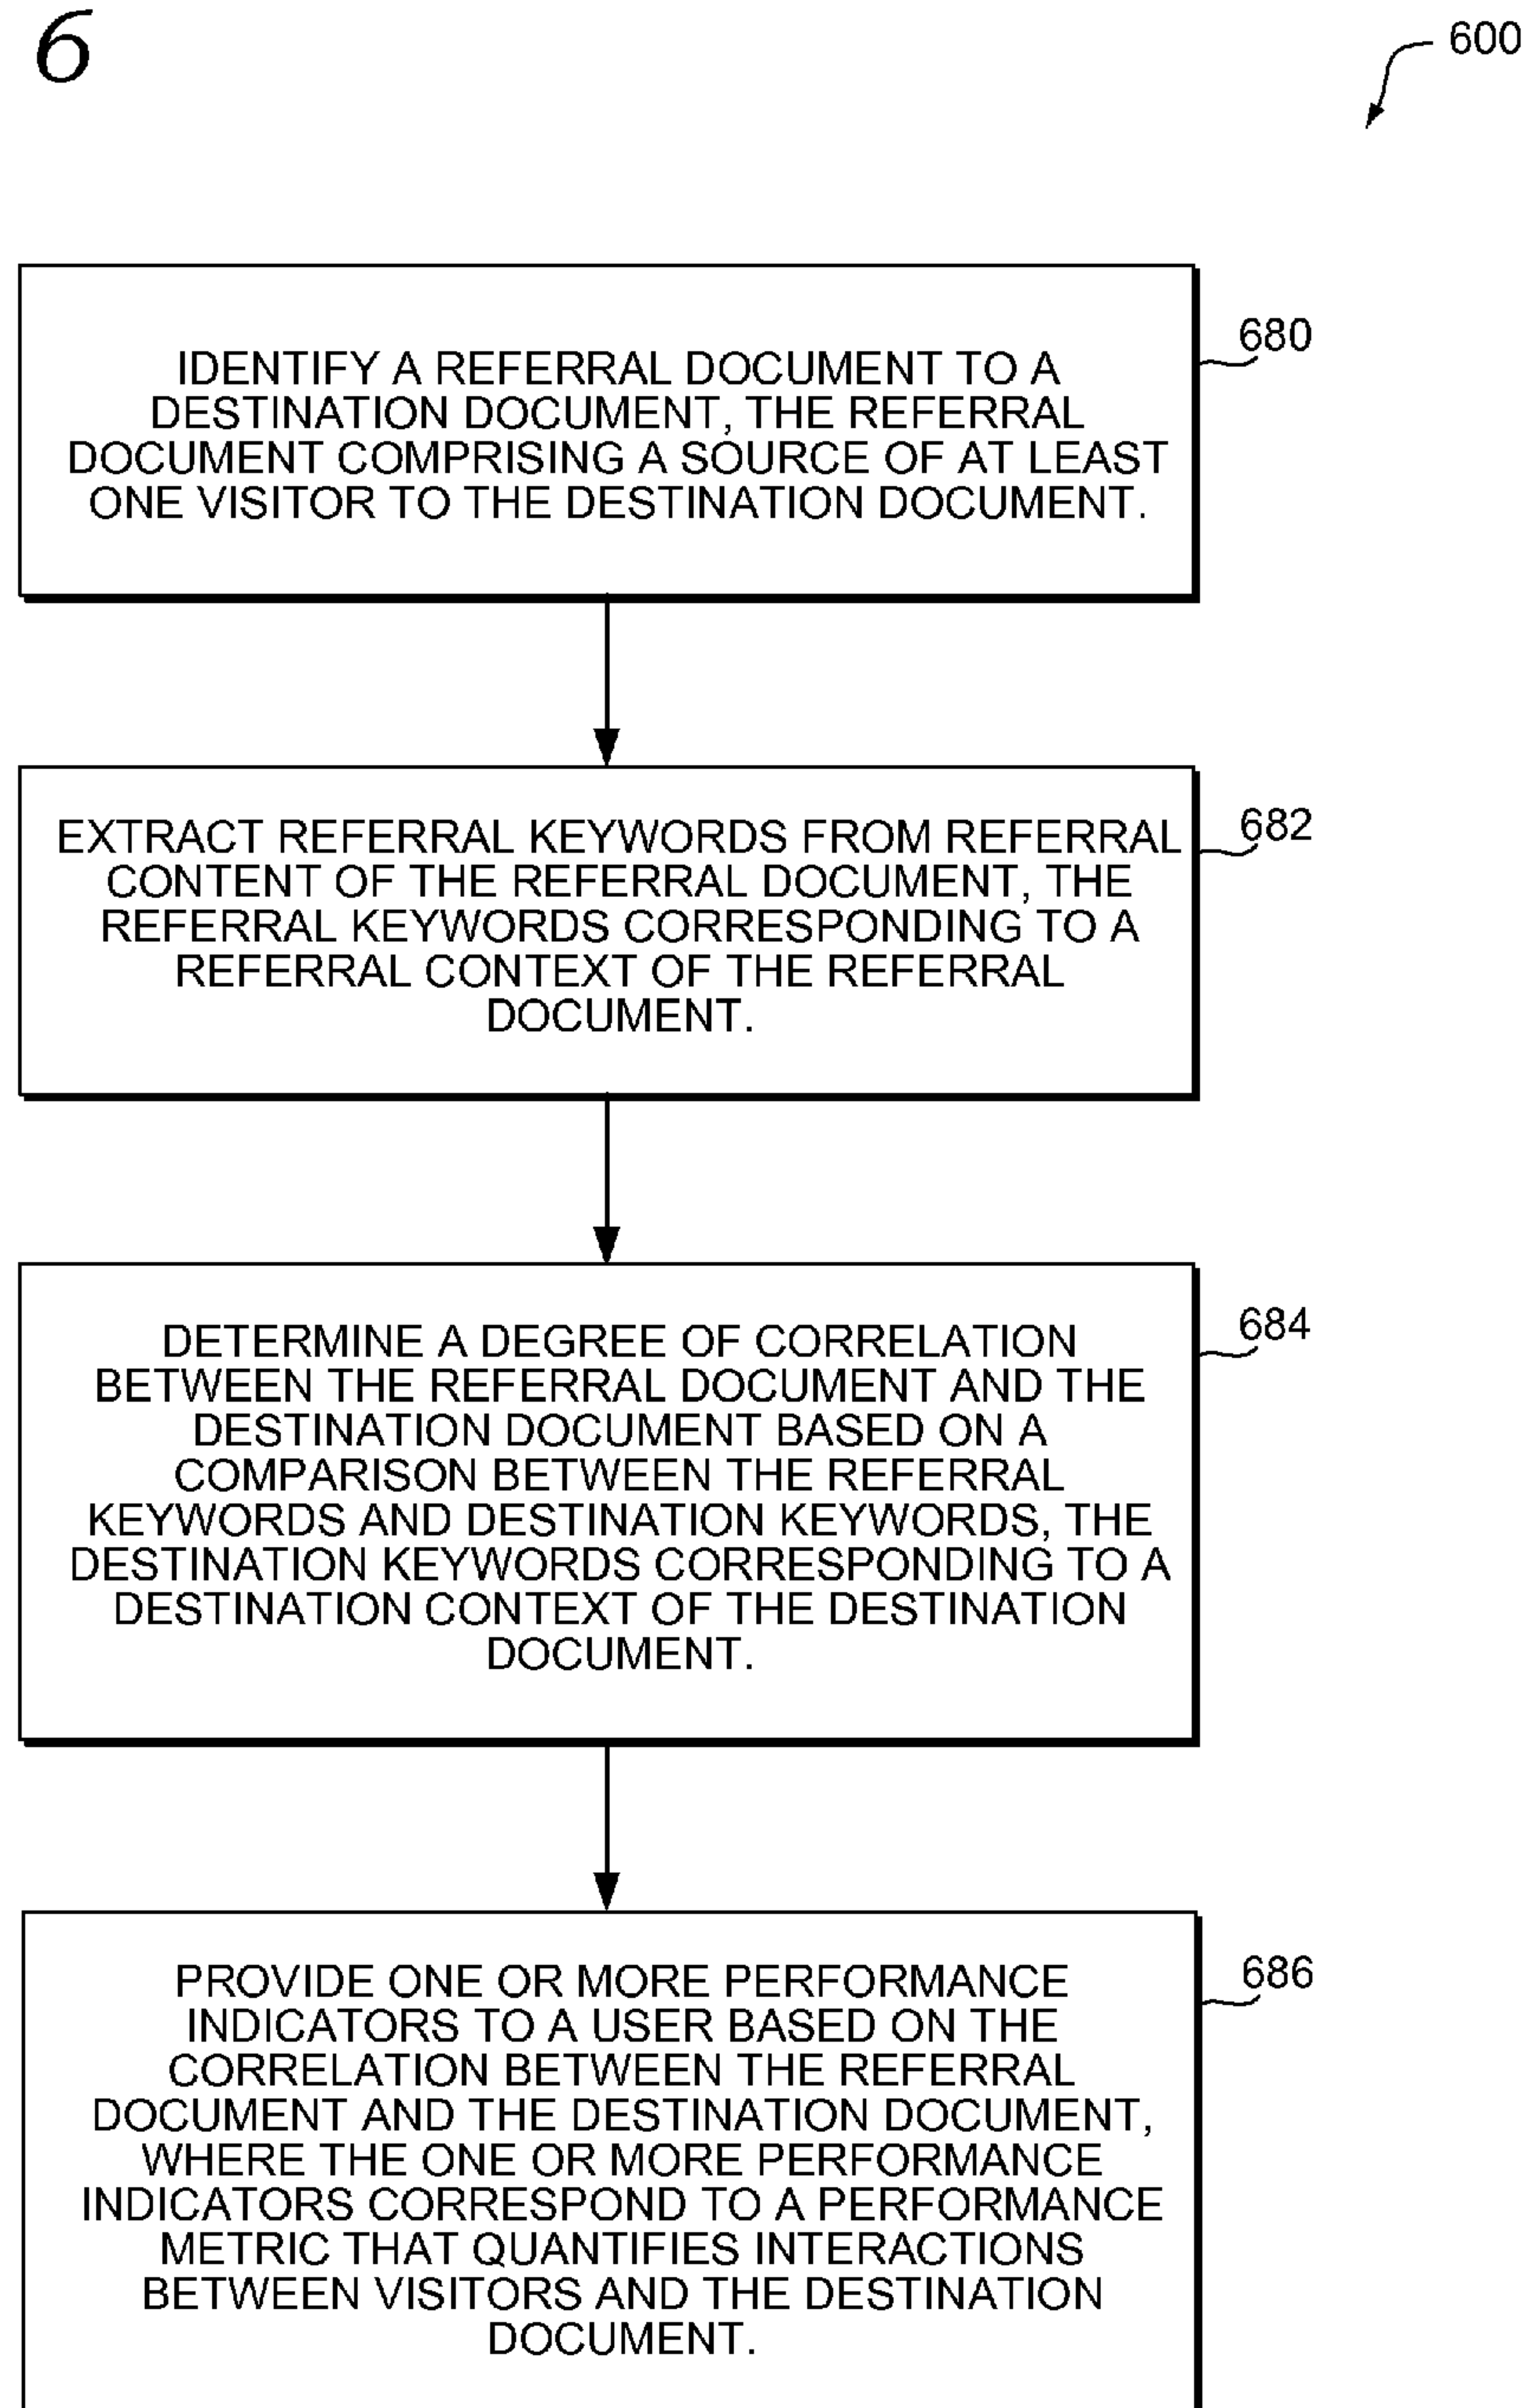 6
600
IDENTIFY A REFERRAL DOCUMENT TO A
DESTINATION DOCUMENT, THE REFERRAL
DOCUMENT COMPRISING A SOURCE OF AT LEAST
ONE VISITOR TO THE DESTINATION DOCUMENT.
680
EXTRACT REFERRAL KEYWORDS FROM REFERRAL
CONTENT OF THE REFERRAL DOCUMENT, THE
REFERRAL KEYWORDS CORRESPONDING TO A
REFERRAL CONTEXT OF THE REFERRAL
DOCUMENT.
682
DETERMINE A DEGREE OF CORRELATION
BETWEEN THE REFERRAL DOCUMENT AND THE
DESTINATION DOCUMENT BASED ON A
COMPARISON BETWEEN THE REFERRAL
KEYWORDS AND DESTINATION KEYWORDS, THE
DESTINATION KEYWORDS CORRESPONDING TO A
DESTINATION CONTEXT OF THE DESTINATION
DOCUMENT.
684
PROVIDE ONE OR MORE PERFORMANCE
INDICATORS TO A USER BASED ON THE
CORRELATION BETWEEN THE REFERRAL
DOCUMENT AND THE DESTINATION DOCUMENT,
WHERE THE ONE OR MORE PERFORMANCE
INDICATORS CORRESPOND TO A PERFORMANCE
METRIC THAT QUANTIFIES INTERACTIONS
BETWEEN VISITORS AND THE DESTINATION
DOCUMENT.
686